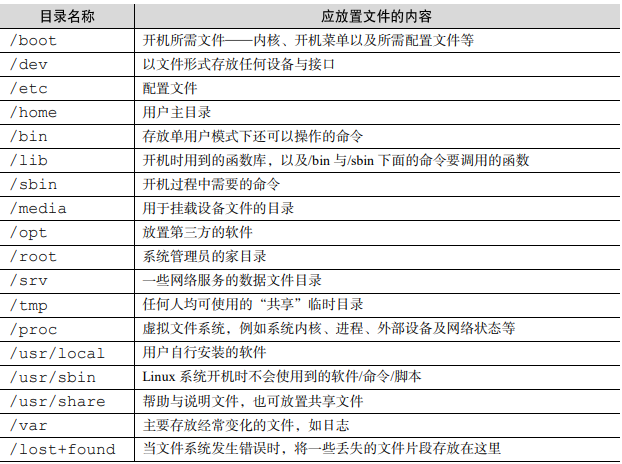 目录名称 应放置文件的内容
/boot 开机所需文件——内核、开机菜单以及所需配置文件等
/dev 以文件形式存放任何设备与接口
/etc 配置文件
/home 用户主目录
/bin 存放单用户模式下还可以操作的命令
/lib 开机时用到的函数库，以及/bin 与/sbin 下面的命令要调用的函数
/sbin 开机过程中需要的命令
/media 用于挂载设备文件的目录
/opt 放置第三方的软件
/root 系统管理员的家目录
/srv 一些网络服务的数据文件目录
/tmp 任何人均可使用的“共享”临时目录
/proc 虚拟文件系统，例如系统内核、进程、外部设备及网络状态等
/usr/local 用户自行安装的软件
/usr/sbin Linux 系统开机时不会使用到的软件/命令/脚本
/usr/share 帮助与说明文件，也可放置共享文件
/var 主要存放经常变化的文件，如日志
/lost+found 当文件系统发生错误时，将一些丢失的文件片段存放在这里